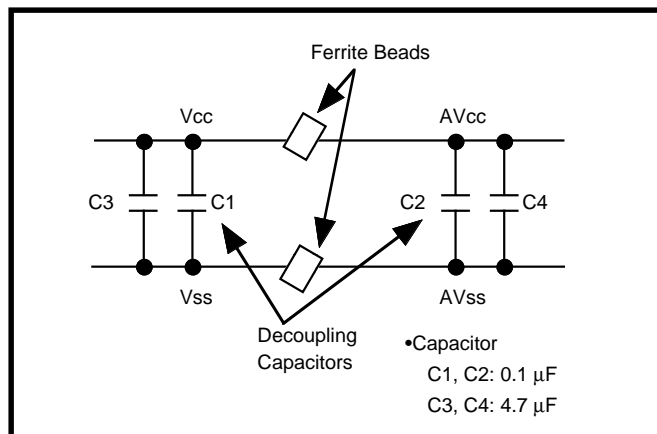 Ferrite Beads
Vcc
AVcc
C3
C1
C2
C4
Vss
AVss
Decoupling
Capacitors
•Capacitor
C1, C2: 0.1 μF
C3, C4: 4.7 μF